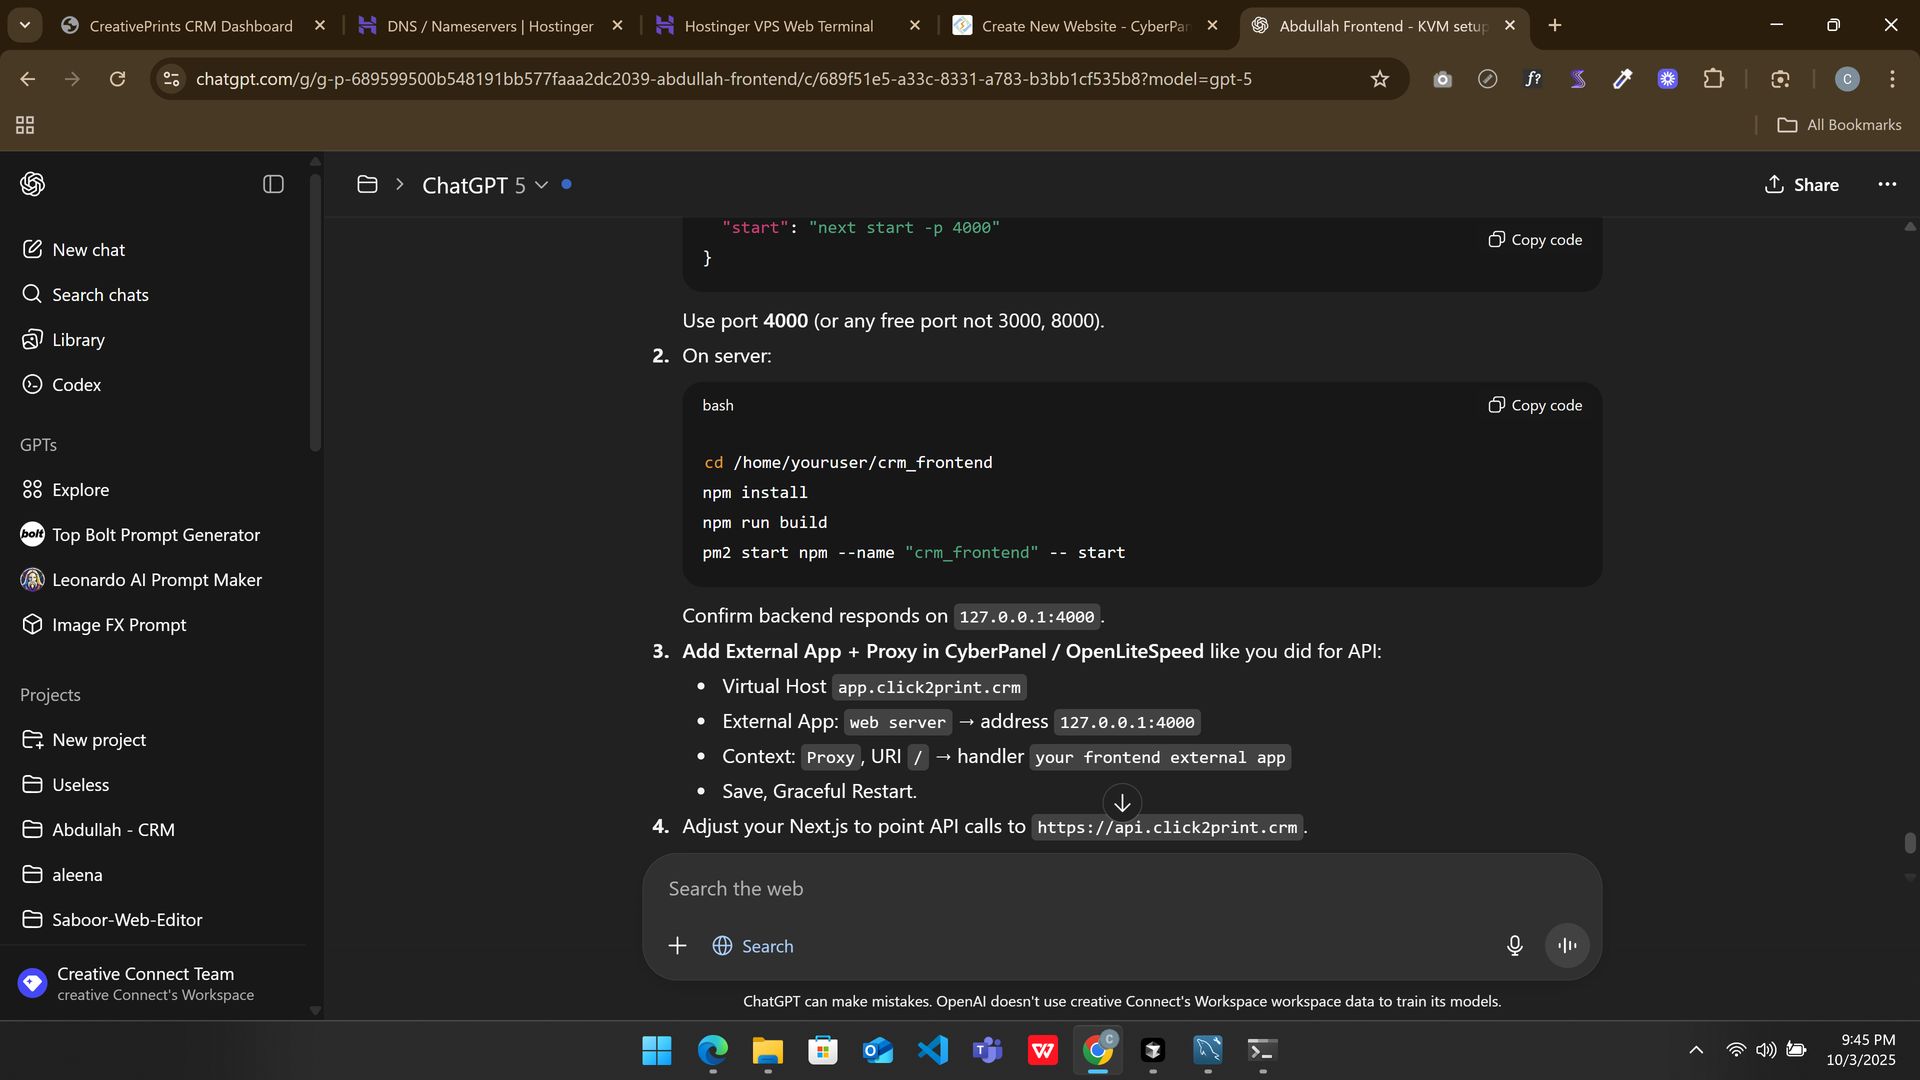 CreativePrints CRM Dashboard
DNS / Nameservers | Hostinger
Hostinger VPS Web Terminal
Create New Website - CyberPan
Abdullah Frontend - KVM setup
chatgpt.com/g/g-p-689599500b548191bb577faaa2dc2039-abdullah-frontend/c/689f51e5-a33c-8331-a783-b3bb1cf535b8?model=gpt-5
f?
C
All Bookmarks
ChatGPT 5
Share
New chat
Search chats
Library
Codex
GPTs
Explore
bolt Top Bolt Prompt Generator
Leonardo AI Prompt Maker
Image FX Prompt
Projects
New project
Useless
Abdullah - CRM
aleena
Saboor-Web-Editor
Creative Connect Team
creative Connect's Workspace
"start": "next start -p 4000"
}
Copy code
Use port 4000 (or any free port not 3000, 8000).
2. On server:
bash
Copy code
cd /home/youruser/crm_frontend
npm install
npm run build
pm2 start npm --name "crm_frontend" -- start
Confirm backend responds on 127.0.0.1:4000.
3. Add External App + Proxy in CyberPanel / OpenLiteSpeed like you did for API:
• Virtual Host app.click2print.crm
• External App: web server → address 127.0.0.1:4000
• Context: Proxy, URI / → handler your frontend external app
• Save, Graceful Restart.
4. Adjust your Next.js to point API calls to https://api.click2print.crm.
Search the web
Search
ChatGPT can make mistakes. OpenAI doesn't use creative Connect's Workspace workspace data to train its models.
9:45 PM
10/3/2025